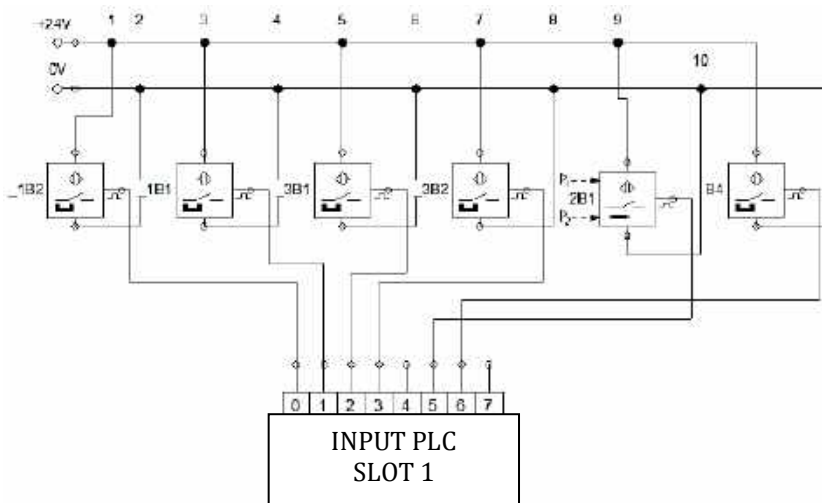 +24V 1 2 3 4 5 6 7 8 9
0V 10
1B2 1B1 3B1 3B2 P1 2B1 B4
P2
0 1 2 3 4 5 6 7
INPUT PLC
SLOT 1